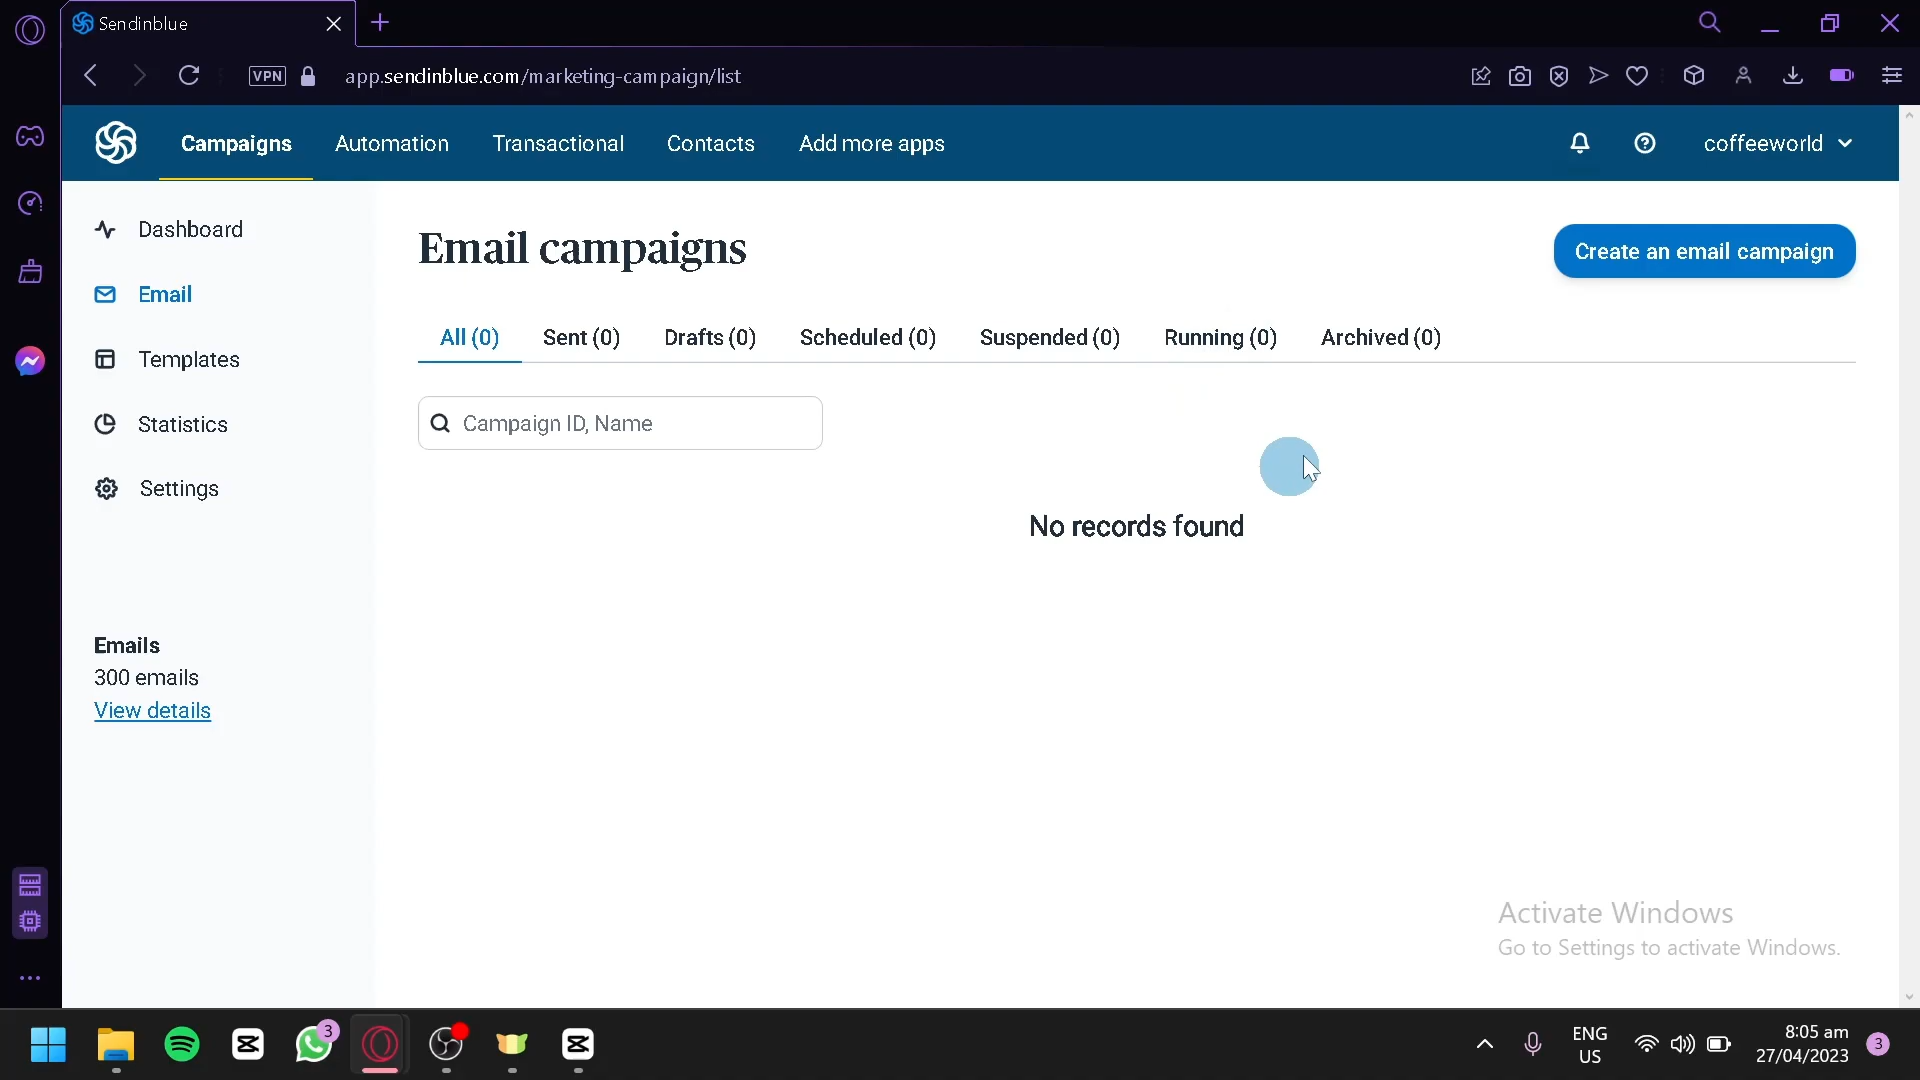 Sendinblue
VPN
app.sendinblue.com/marketing-campaign/list
Campaigns Automation Transactional Contacts Add more apps coffeeworld
Dashboard
Email
Templates
Statistics
Settings
Emails
300 emails
View details
Email campaigns
Create an email campaign
All (0) Sent (0) Drafts (0) Scheduled (0) Suspended (0) Running (0) Archived (0)
Campaign ID, Name
No records found
Activate Windows
Go to Settings to activate Windows.
3
ENG
US
8:05 am
27/04/2023
3